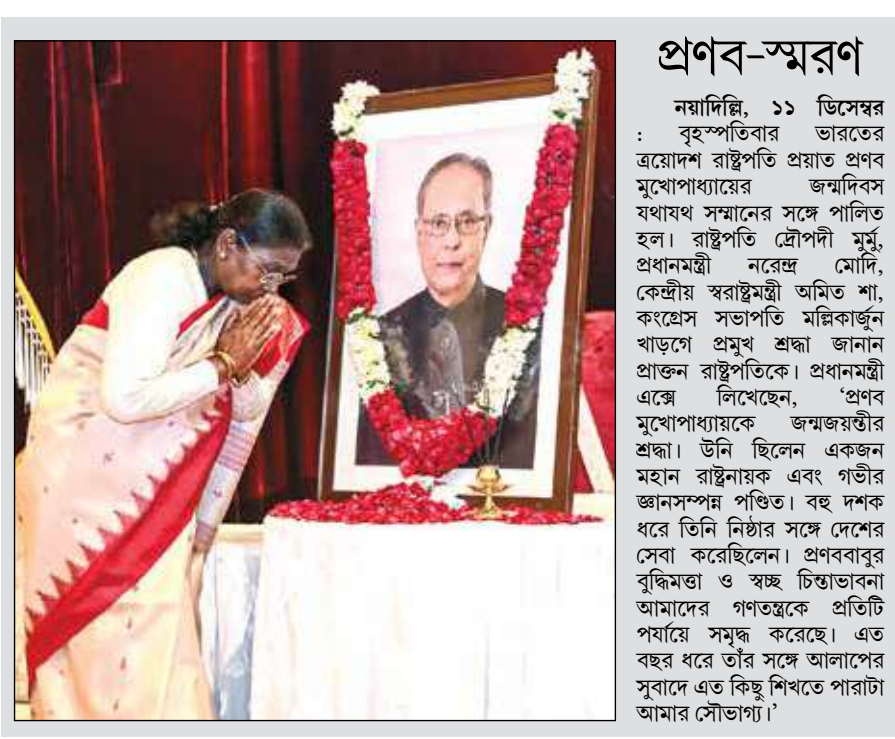 প্রণব-স্মরণ
নয়াদিল্লি, ১১ ডিসেম্বর
: বৃহস্পতিবার ভারতের
ত্রয়োদশ রাষ্ট্রপতি প্রয়াত প্রণব
মুখোপাধ্যায়ের জন্মদিবস
যথাযথ সম্মানের সঙ্গে পালিত
হল। রাষ্ট্রপতি দ্রৌপদী মুর্মু,
প্রধানমন্ত্রী নরেন্দ্র মোদি,
কেন্দ্রীয় স্বরাষ্ট্রমন্ত্রী অমিত শা,
কংগ্রেস সভাপতি মল্লিকার্জুন
খাড়গে প্রমুখ শ্রদ্ধা জানান
প্রাক্তন রাষ্ট্রপতিকে। প্রধানমন্ত্রী
এক্সে লিখেছেন, ‘প্রণব
মুখোপাধ্যায়কে জন্মজয়ন্তীর
শ্রদ্ধা। উনি ছিলেন একজন
মহান রাষ্ট্রনায়ক এবং গভীর
জ্ঞানসম্পন্ন পণ্ডিত। বহু দশক
ধরে তিনি নিষ্ঠার সঙ্গে দেশের
সেবা করেছিলেন। প্রণববাবুর
বুদ্ধিমত্তা ও স্বচ্ছ চিন্তাভাবনা
আমাদের গণতন্ত্রকে প্রতিটি
পর্যায়ে সমৃদ্ধ করেছে। এত
বছর ধরে তাঁর সঙ্গে আলাপের
সুবাদে এত কিছু শিখতে পারাটা
আমার সৌভাগ্য।’